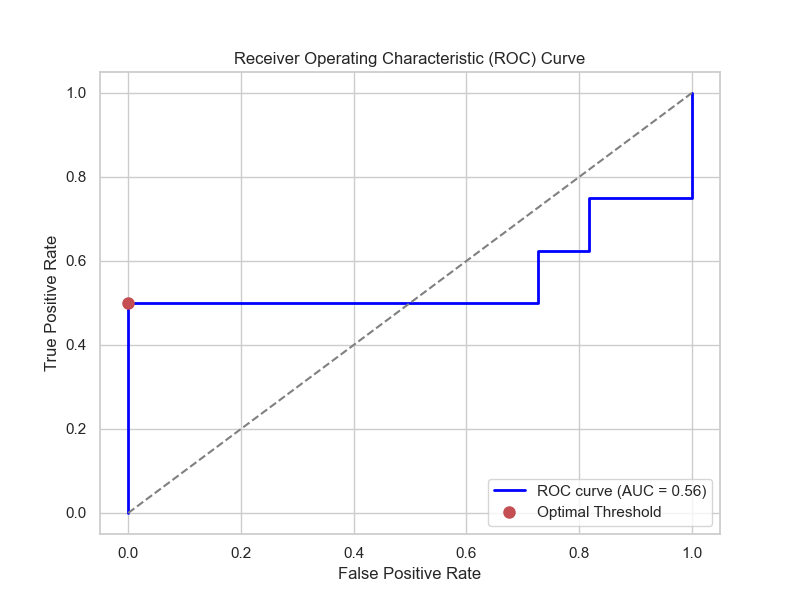 Receiver Operating Characteristic (ROC) Curve
True Positive Rate
1.0
0.8
0.6
0.4
0.2
0.0
0.0 0.2 0.4 0.6 0.8 1.0
False Positive Rate
ROC curve (AUC = 0.56)
Optimal Threshold